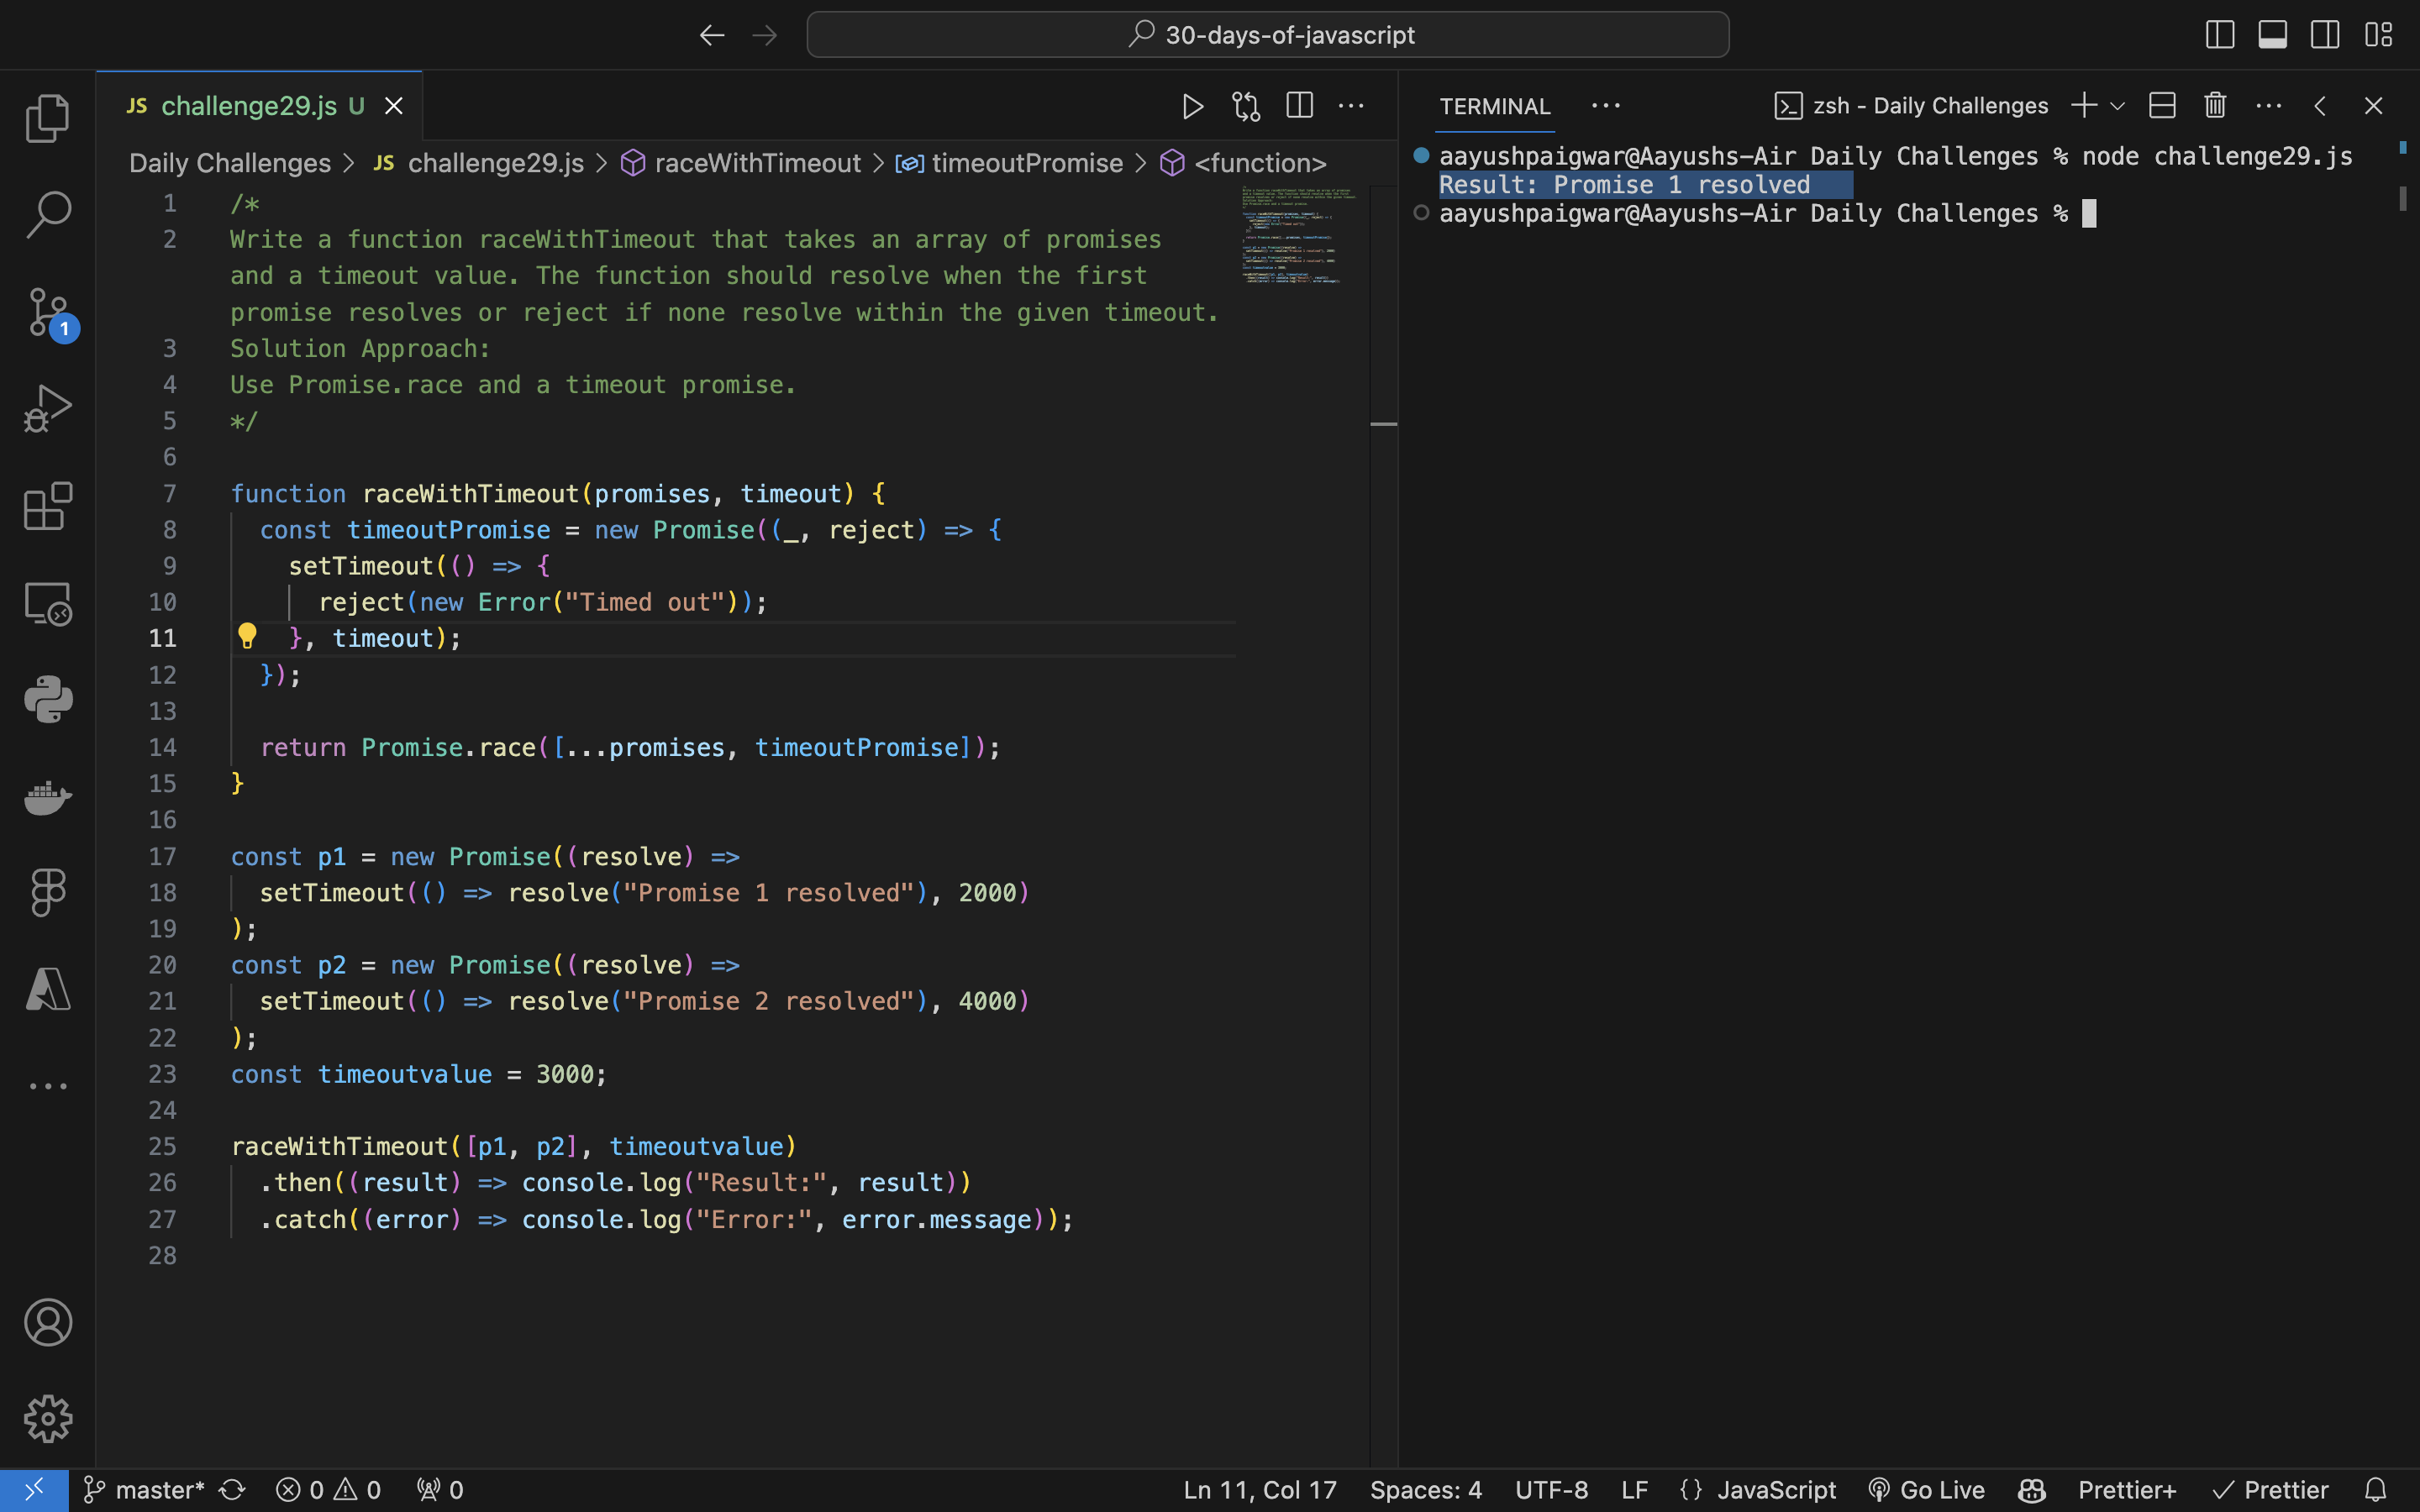 30-days-of-javascript
JS challenge29.js U
TERMINAL
zsh - Daily Challenges
Daily Challenges > JS challenge29.js > raceWithTimeout > timeoutPromise > <function>
1 /*
2 Write a function raceWithTimeout that takes an array of promises
and a timeout value. The function should resolve when the first
promise resolves or reject if none resolve within the given timeout.
3 Solution Approach:
4 Use Promise.race and a timeout promise.
5 */
6
7 function raceWithTimeout(promises, timeout) {
8 const timeoutPromise = new Promise((_, reject) => {
9 setTimeout(() => {
10 reject(new Error("Timed out"));
11 }, timeout);
12 });
13
14 return Promise.race([...promises, timeoutPromise]);
15 }
16
17 const p1 = new Promise((resolve) =>
18 setTimeout(() => resolve("Promise 1 resolved"), 2000)
19 );
20 const p2 = new Promise((resolve) =>
21 setTimeout(() => resolve("Promise 2 resolved"), 4000)
22 );
23 const timeoutvalue = 3000;
24
25 raceWithTimeout([p1, p2], timeoutvalue)
26 .then((result) => console.log("Result:", result))
27 .catch((error) => console.log("Error:", error.message));
28
aayushpaigwar@Aayushs-Air Daily Challenges % node challenge29.js
Result: Promise 1 resolved
aayushpaigwar@Aayushs-Air Daily Challenges %
1
master* 0 0 0
Ln 11, Col 17 Spaces: 4 UTF-8 LF {} JavaScript Go Live Prettier+ Prettier